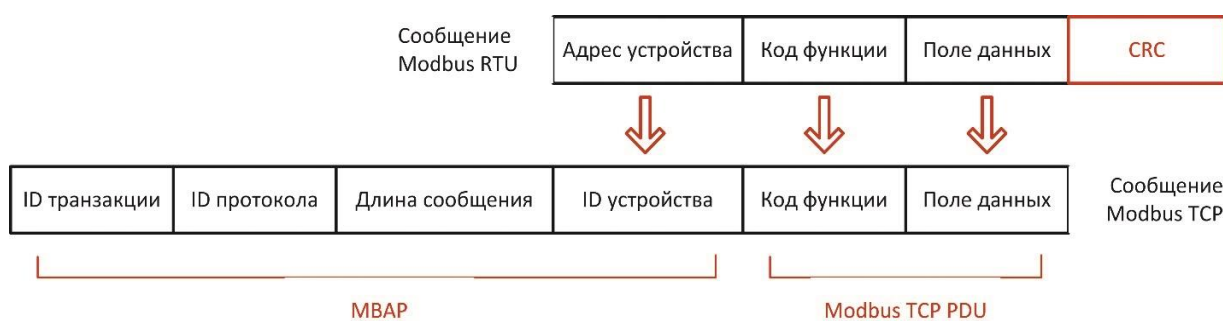 Сообщение
Modbus RTU
Адрес устройства
Код функции
Поле данных
CRC
ID транзакции
ID протокола
Длина сообщения
ID устройства
Код функции
Поле данных
Сообщение
Modbus TCP
MBAP
Modbus TCP PDU